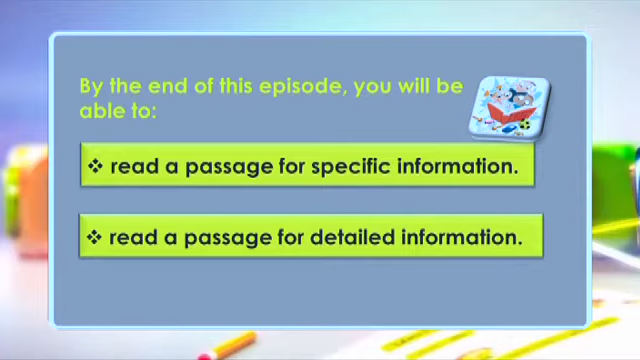 By the end of this episode, you will be
able to:
❖ read a passage for specific information.
❖ read a passage for detailed information.